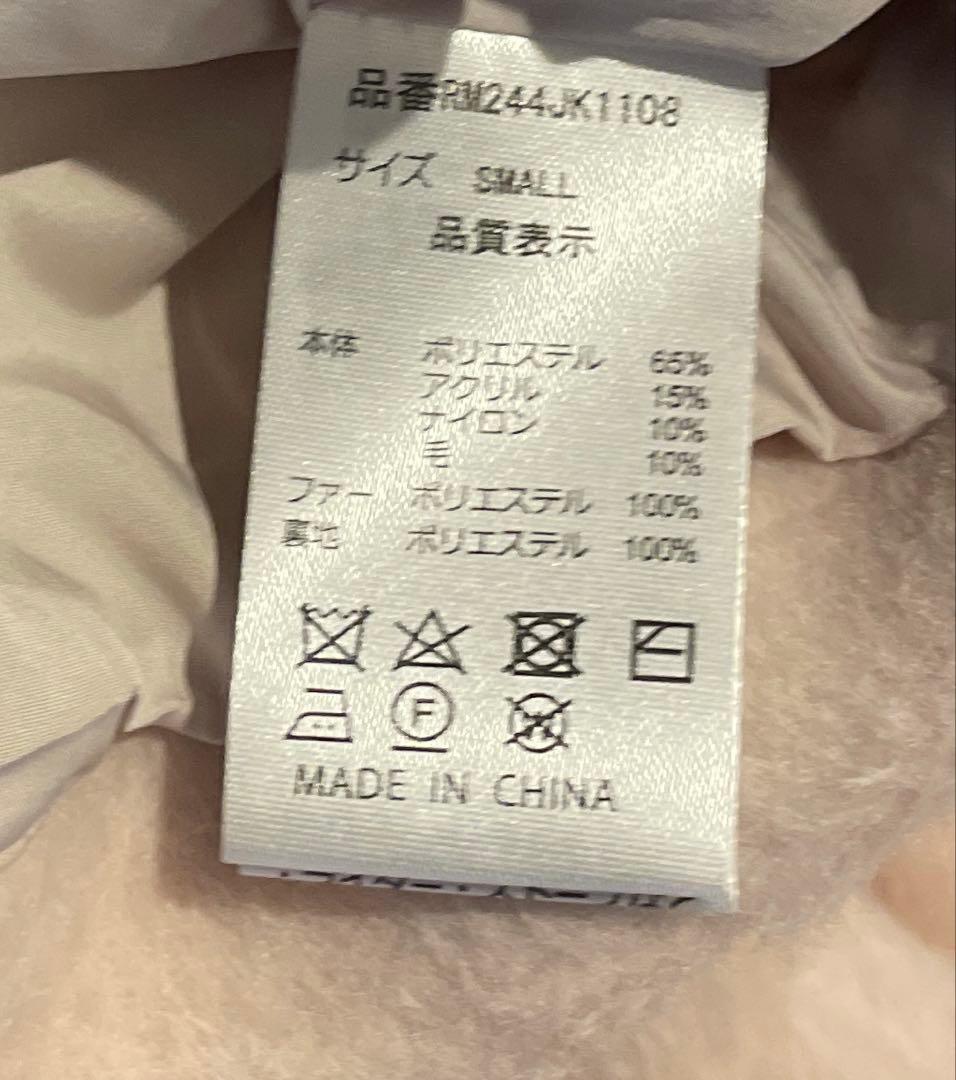 品番RM244JK1108
サイズ SMALL
品質表示
本体 ポリエステル 65%
アクリル 15%
ナイロン 10%
毛 10%
ファー ポリエステル 100%
裏地 ポリエステル 100%
F
W
MADE IN CHINA